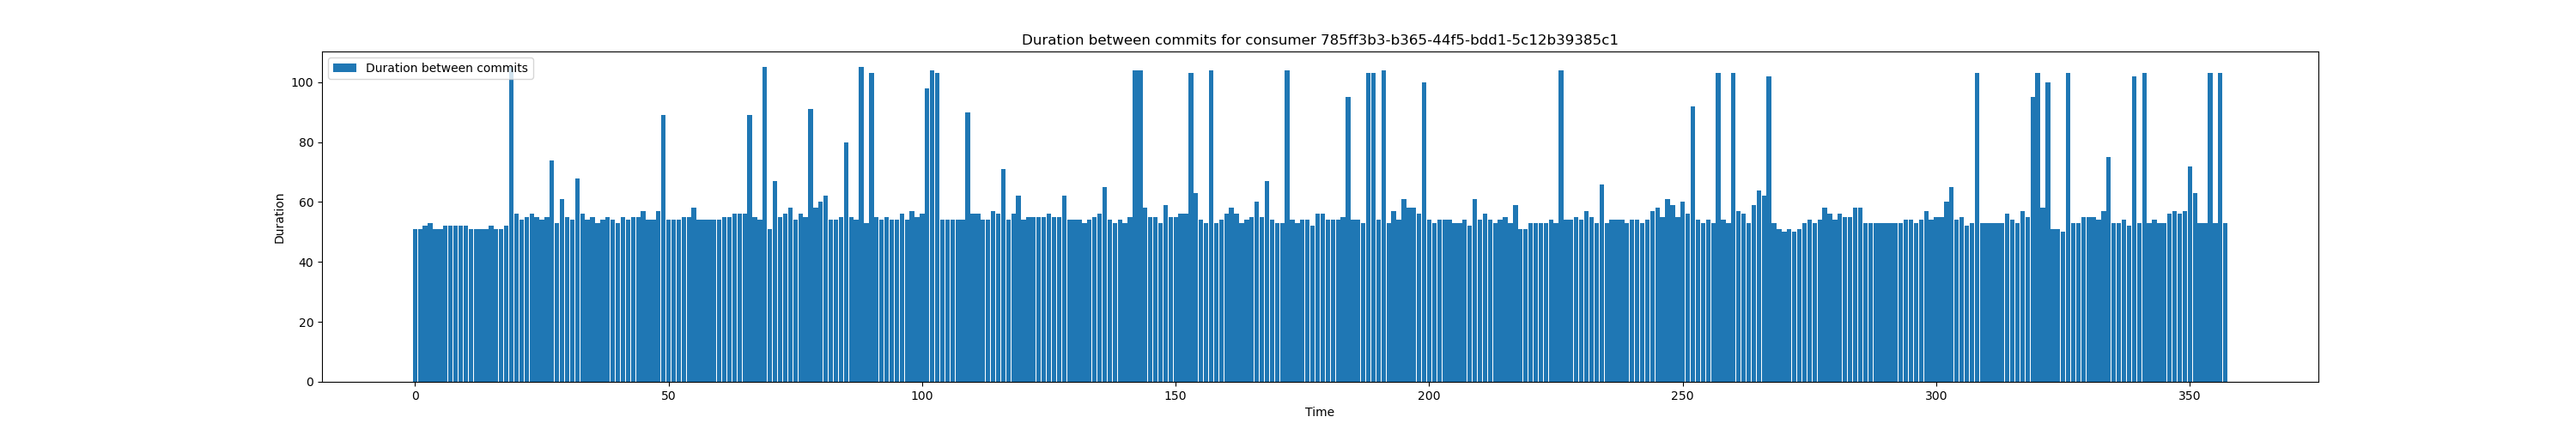 Duration between commits for consumer 785ff3b3-b365-44f5-bdd1-5c12b39385c1
Duration between commits
100
80
60
40
20
0
Duration
0 50 100 150 200 250 300 350
Time